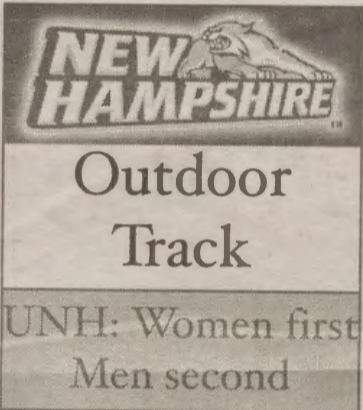 NEW
HAMPSHIRE
Outdoor
Track
UNH: Women first
Men second